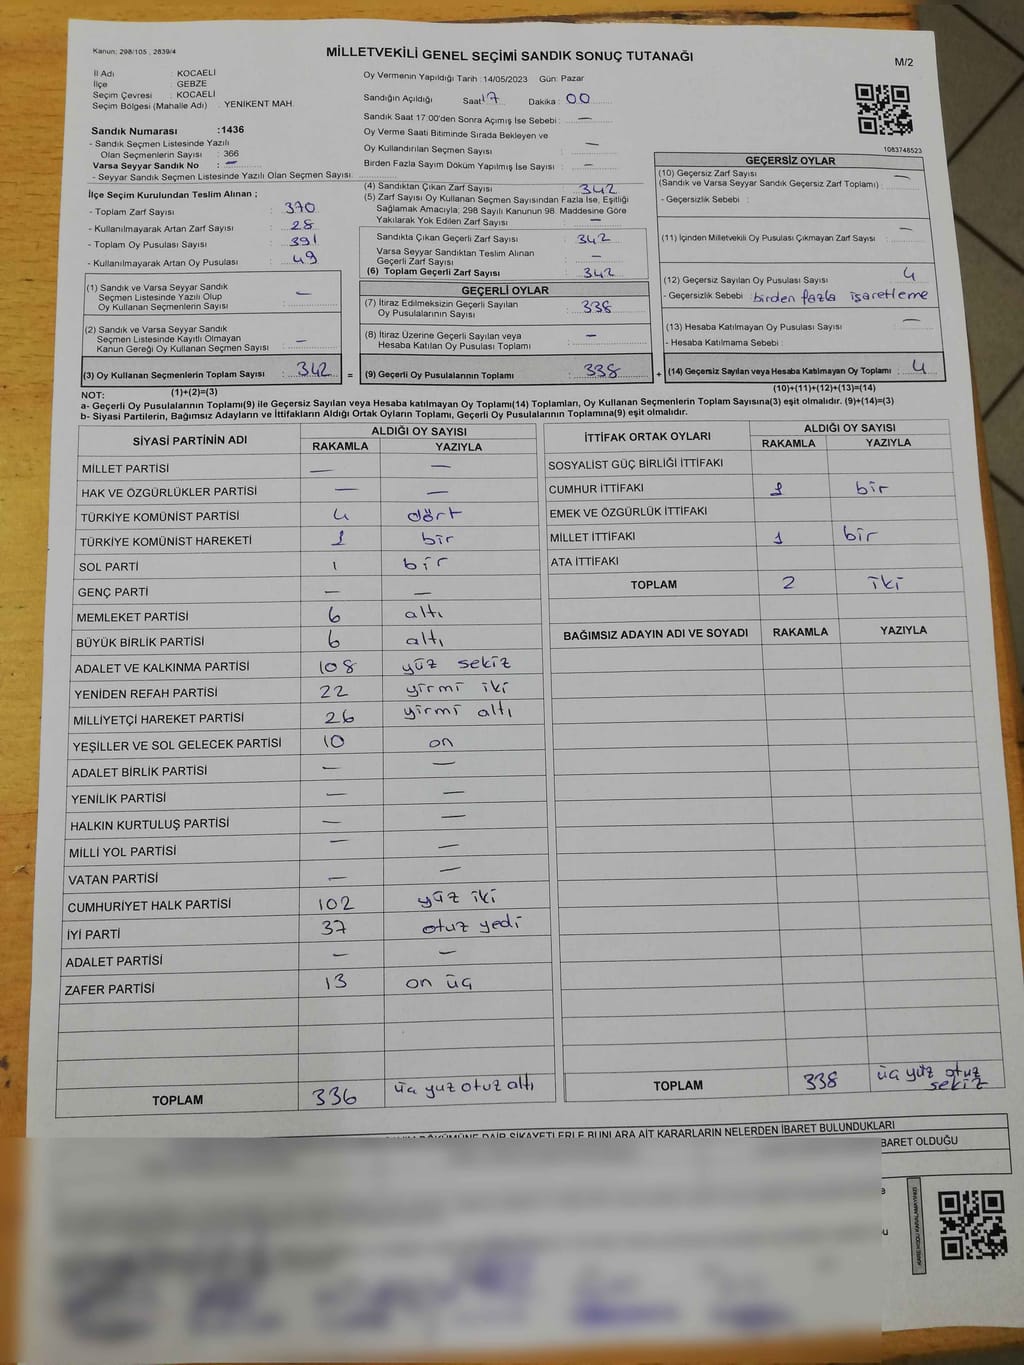 Kanun: 298/105 , 2839/4
MİLLETVEKİLİ GENEL SEÇİMİ SANDIK SONUÇ TUTANAĞI
M/2
İl Adı : KOCAELİ
İlçe : GEBZE
Seçim Çevresi : KOCAELİ
Seçim Bölgesi (Mahalle Adı) : YENİKENT MAH.
Sandık Numarası :1436
- Sandık Seçmen Listesinde Yazılı
Olan Seçmenlerin Sayısı : 366
Varsa Seyyar Sandık No : —
- Seyyar Sandık Seçmen Listesinde Yazılı Olan Seçmen Sayısı
Oy Vermenin Yapıldığı Tarih :14/05/2023 Gün: Pazar
Sandığın Açıldığı Saat 17 Dakika : 00
Sandık Saat 17.00'den Sonra Açımış İse Sebebi : —
Oy Verme Saati Bitiminde Sırada Bekleyen ve
Oy Kullandırılan Seçmen Sayısı —
Birden Fazla Sayım Döküm Yapılmış İse Sayısı : —
1083748523
İlçe Seçim Kurulundan Teslim Alınan ;
- Toplam Zarf Sayısı : 370
- Kullanılmayarak Artan Zarf Sayısı : 28
- Toplam Oy Pusulası Sayısı : 391
- Kullanılmayarak Artan Oy Pusulası : 49
(4) Sandıktan Çıkan Zarf Sayısı 342
(5) Zarf Sayısı Oy Kullanan Seçmen Sayısından Fazla İse, Eşitliği
Sağlamak Amacıyla; 298 Sayılı Kanunun 98. Maddesine Göre
Yakılarak Yok Edilen Zarf Sayısı : —
Sandıkta Çıkan Geçerli Zarf Sayısı : 342
Varsa Seyyar Sandıktan Teslim Alınan
Geçerli Zarf Sayısı : —
(6) Toplam Geçerli Zarf Sayısı : 342
GEÇERSİZ OYLAR
(10) Geçersiz Zarf Sayısı —
(Sandık ve Varsa Seyyar Sandık Geçersiz Zarf Toplamı) :
- Geçersizlik Sebebi :
(11) İçinden Milletvekili Oy Pusulası Çıkmayan Zarf Sayısı : —
(12) Geçersiz Sayılan Oy Pusulası Sayısı : 4
- Geçersizlik Sebebi : birden fazla işaretleme
(13) Hesaba Katılmayan Oy Pusulası Sayısı : —
- Hesaba Katılmama Sebebi :
(14) Geçersiz Sayılan veya Hesaba Katılmayan Oy Toplamı : 4
(10)+(11)+(12)+(13)=(14)
(1) Sandık ve Varsa Seyyar Sandık
Seçmen Listesinde Yazılı Olup
Oy Kullanan Seçmenlerin Sayısı : —
(2) Sandık ve Varsa Seyyar Sandık
Seçmen Listesinde Kayıtlı Olmayan
Kanun Gereği Oy Kullanan Seçmen Sayısı : —
(3) Oy Kullanan Seçmenlerin Toplam Sayısı : 342 =
(1)+(2)=(3)
GEÇERLİ OYLAR
(7) İtiraz Edilmeksizin Geçerli Sayılan
Oy Pusulalarının Sayısı : 338
(8) İtiraz Üzerine Geçerli Sayılan veya
Hesaba Katılan Oy Pusulası Toplamı : —
(9) Geçerli Oy Pusulalarının Toplamı : 338 +
NOT:
a- Geçerli Oy Pusulalarının Toplamı(9) ile Geçersiz Sayılan veya Hesaba katılmayan Oy Toplamı(14) Toplamları, Oy Kullanan Seçmenlerin Toplam Sayısına(3) eşit olmalıdır. (9)+(14)=(3)
b- Siyasi Partilerin, Bağımsız Adayların ve İttifakların Aldığı Ortak Oyların Toplamı, Geçerli Oy Pusulalarının Toplamına(9) eşit olmalıdır.
SİYASİ PARTİNİN ADI ALDIĞI OY SAYISI
RAKAMLA YAZIYLA
MİLLET PARTİSİ — —
HAK VE ÖZGÜRLÜKLER PARTİSİ — —
TÜRKİYE KOMÜNİST PARTİSİ 4 dört
TÜRKİYE KOMÜNİST HAREKETİ 1 bir
SOL PARTİ 1 bir
GENÇ PARTİ — —
MEMLEKET PARTİSİ 6 altı
BÜYÜK BİRLİK PARTİSİ 6 altı
ADALET VE KALKINMA PARTİSİ 108 yüz sekiz
YENİDEN REFAH PARTİSİ 22 yirmi iki
MİLLİYETÇİ HAREKET PARTİSİ 26 yirmi altı
YEŞİLLER VE SOL GELECEK PARTİSİ 10 on
ADALET BİRLİK PARTİSİ — —
YENİLİK PARTİSİ — —
HALKIN KURTULUŞ PARTİSİ — —
MİLLİ YOL PARTİSİ — —
VATAN PARTİSİ — —
CUMHURİYET HALK PARTİSİ 102 yüz iki
İYİ PARTİ 37 otuz yedi
ADALET PARTİSİ — —
ZAFER PARTİSİ 13 on üç
TOPLAM 336 üç yuz otuz altı
İTTİFAK ORTAK OYLARI ALDIĞI OY SAYISI
RAKAMLA YAZIYLA
SOSYALİST GÜÇ BİRLİĞİ İTTİFAKI
CUMHUR İTTİFAKI 1 bir
EMEK VE ÖZGÜRLÜK İTTİFAKI
MİLLET İTTİFAKI 1 bir
ATA İTTİFAKI
TOPLAM 2 iki
BAĞIMSIZ ADAYIN ADI VE SOYADI RAKAMLA YAZIYLA
TOPLAM 338 üç yüz otuz
sekiz
DÖKÜMÜNE DAİR ŞİKAYETLERLE BUNLARA AİT KARARLARIN NELERDEN İBARET BULUNDUKLARI
BARET OLDUĞU